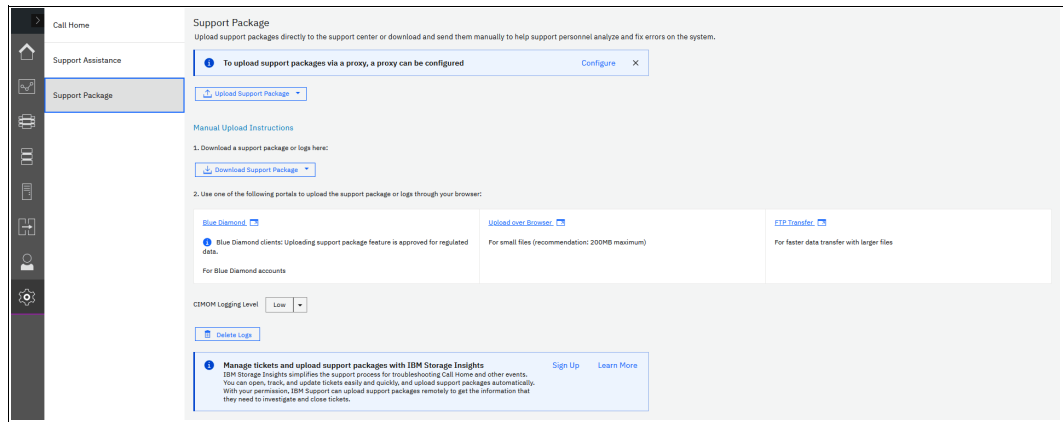 Call Home
Support Assistance
Support Package
Support Package
Upload support packages directly to the support center or download and send them manually to help support personnel analyze and fix errors on the system.
To upload support packages via a proxy, a proxy can be configured
Configure
Upload Support Package
Manual Upload Instructions
1. Download a support package or logs here:
Download Support Package
2. Use one of the following portals to upload the support package or logs through your browser:
Blue Diamond
Blue Diamond clients: Uploading support package feature is approved for regulated
data.
For Blue Diamond accounts
Upload over Browser
For small files (recommendation: 200MB maximum)
FTP Transfer
For faster data transfer with larger files
CIMOM Logging Level Low
Delete Logs
Manage tickets and upload support packages with IBM Storage Insights
Sign Up Learn More
IBM Storage Insights simplifies the support process for troubleshooting Call Home and other events.
You can open, track, and update tickets easily and quickly, and upload support packages automatically.
With your permission, IBM Support can upload support packages remotely to get the information that
they need to investigate and close tickets.